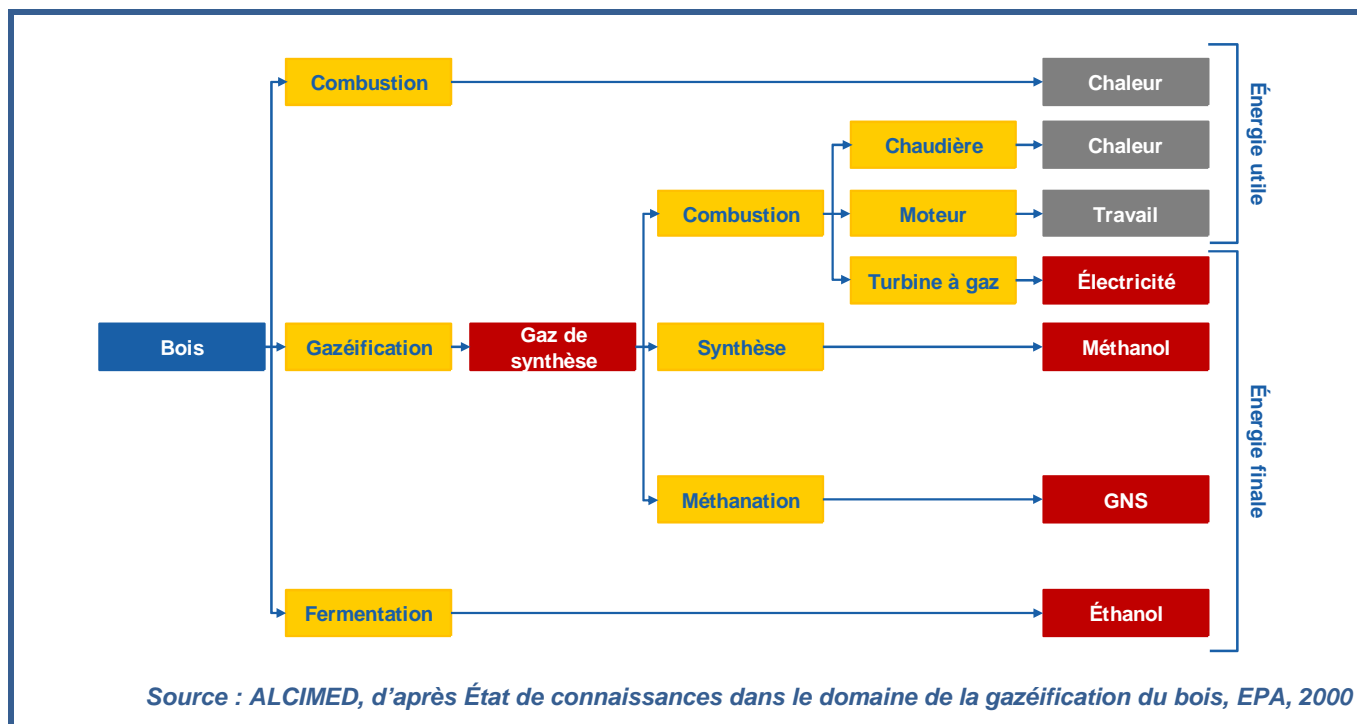 Combustion
Chaleur
Chaudière
Chaleur
Combustion
Moteur
Travail
Turbine à gaz
Électricité
Bois
Gazéification
Gaz de
synthèse
Synthèse
Méthanol
Méthanation
GNS
Fermentation
Éthanol
Énergie utile
Énergie finale
Source : ALCIMED, d'après État de connaissances dans le domaine de la gazéification du bois, EPA, 2000